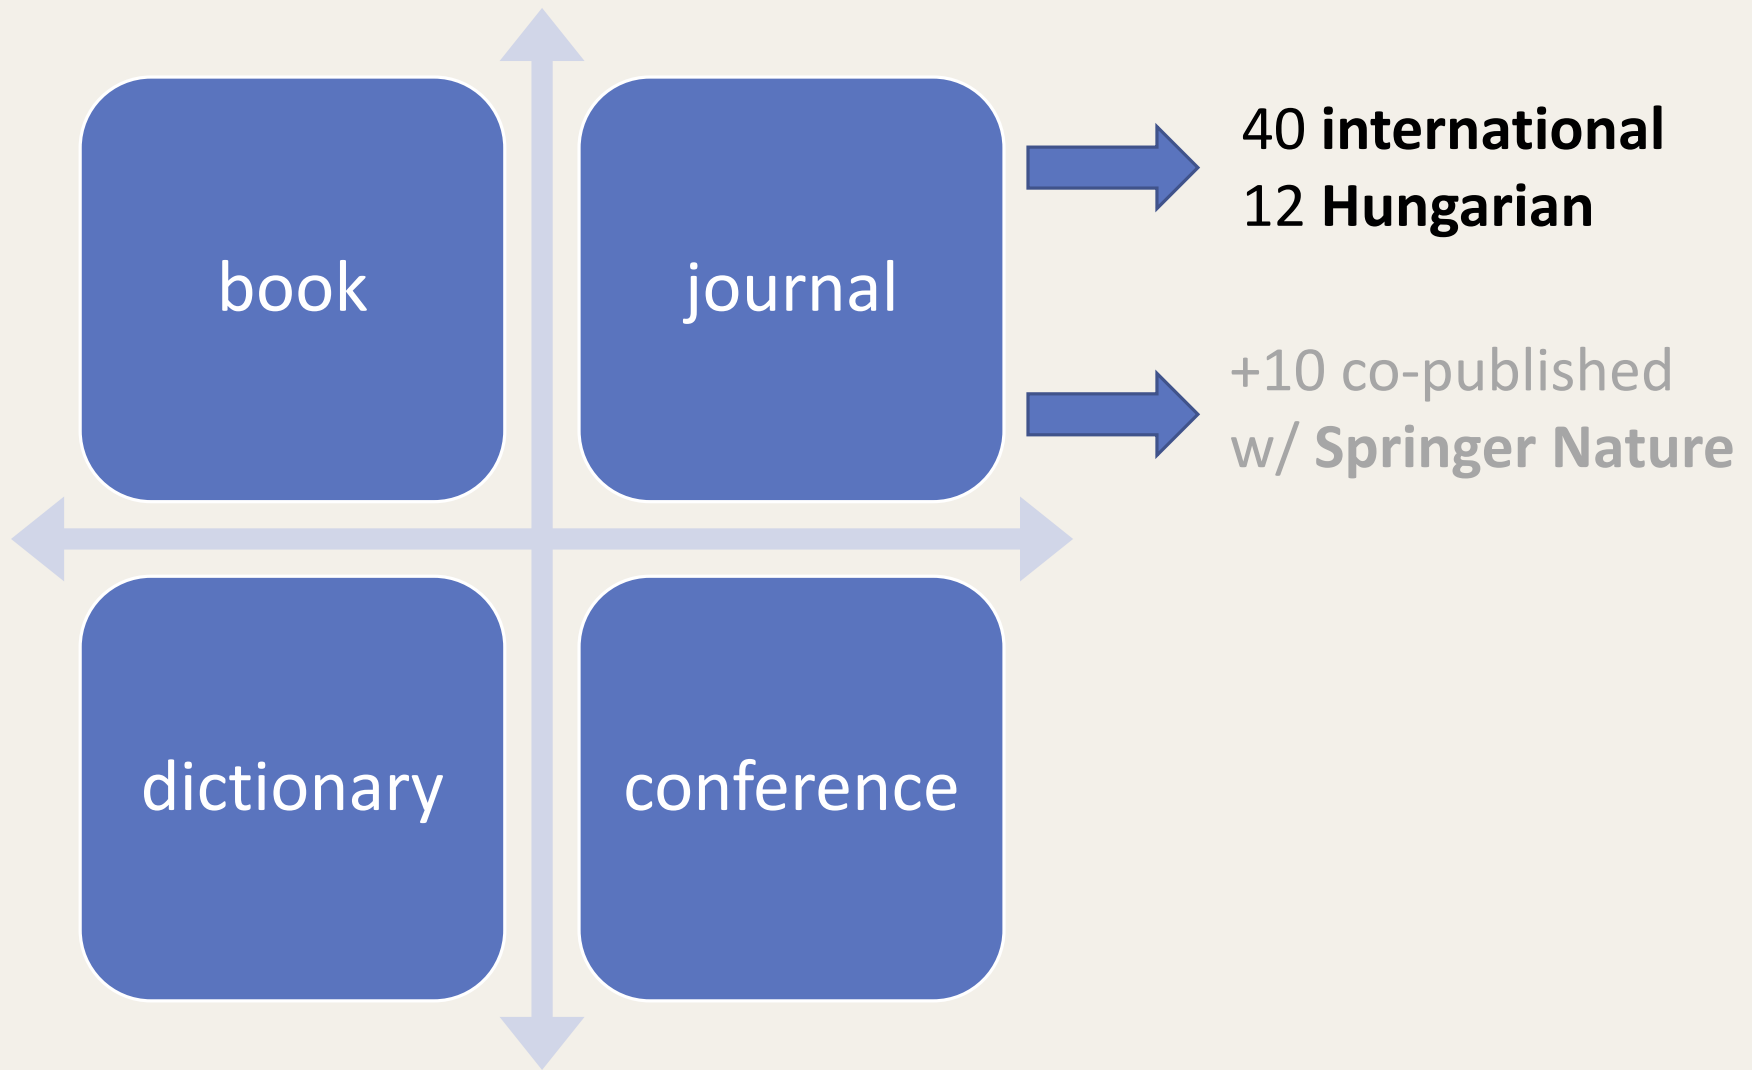 book
journal
40 international
12 Hungarian
+10 co-published
w/ Springer Nature
dictionary
conference